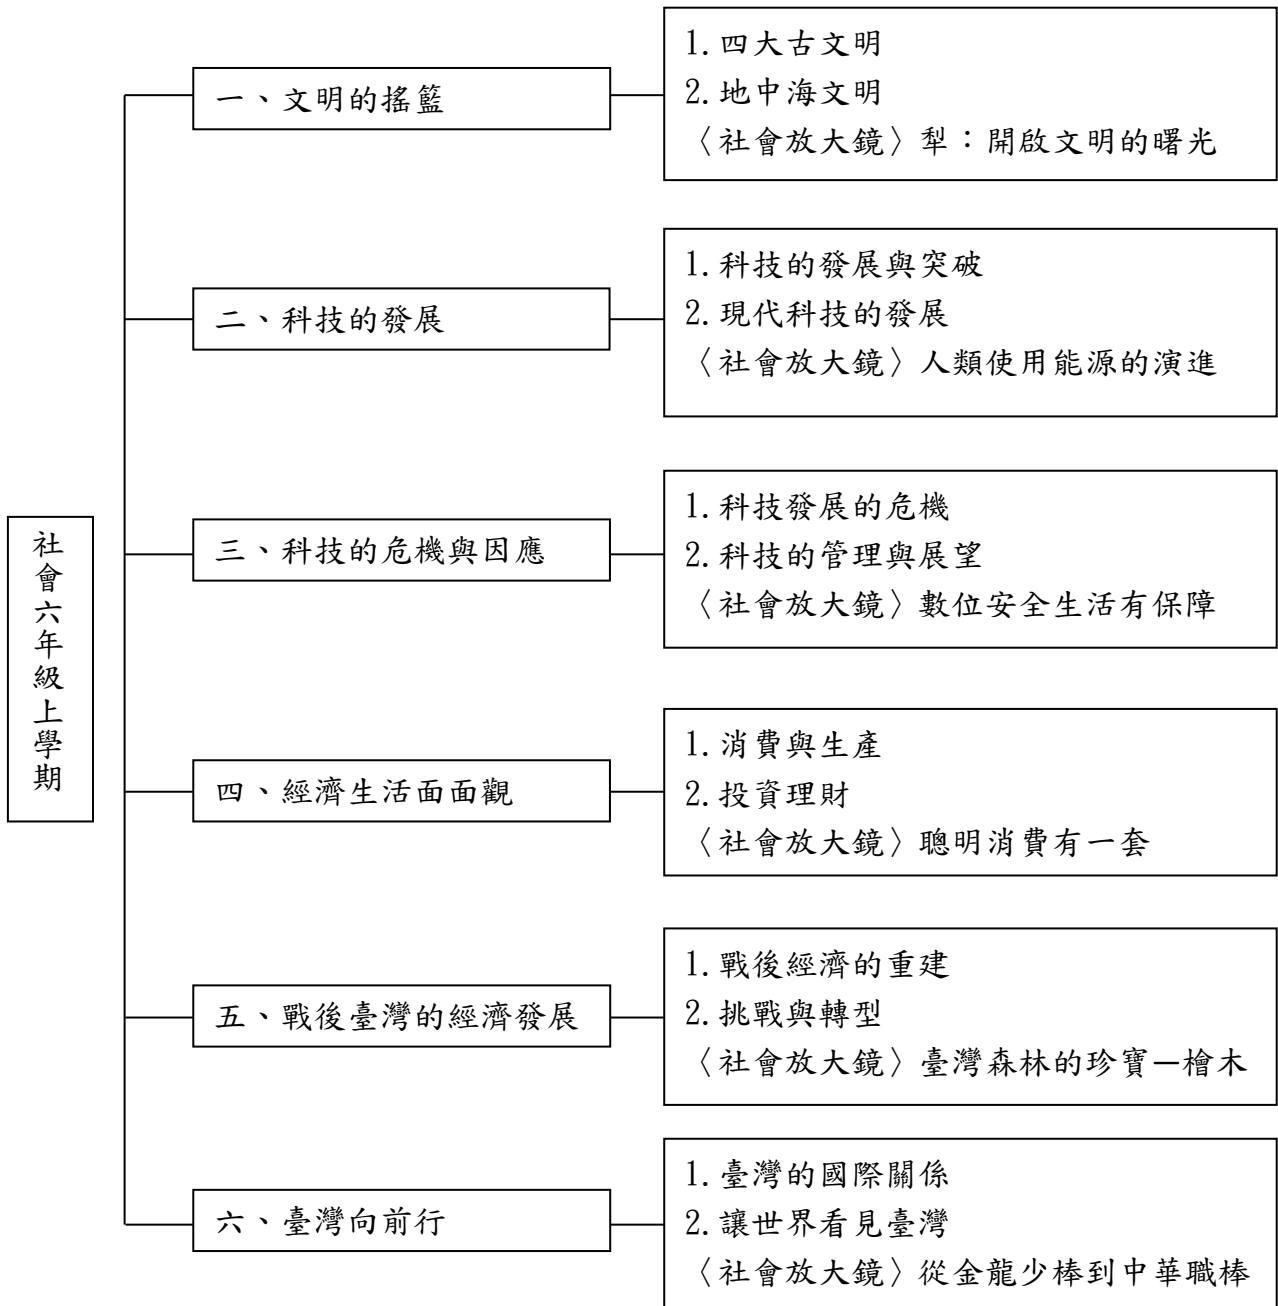 社會六年級上學期
一、文明的搖籃
1.四大古文明
2.地中海文明
〈社會放大鏡〉犁：開啟文明的曙光
二、科技的發展
1.科技的發展與突破
2.現代科技的發展
〈社會放大鏡〉人類使用能源的演進
三、科技的危機與因應
1.科技發展的危機
2.科技的管理與展望
〈社會放大鏡〉數位安全生活有保障
四、經濟生活面面觀
1.消費與生產
2.投資理財
〈社會放大鏡〉聰明消費有一套
五、戰後臺灣的經濟發展
1.戰後經濟的重建
2.挑戰與轉型
〈社會放大鏡〉臺灣森林的珍寶—檜木
六、臺灣向前行
1.臺灣的國際關係
2.讓世界看見臺灣
〈社會放大鏡〉從金龍少棒到中華職棒